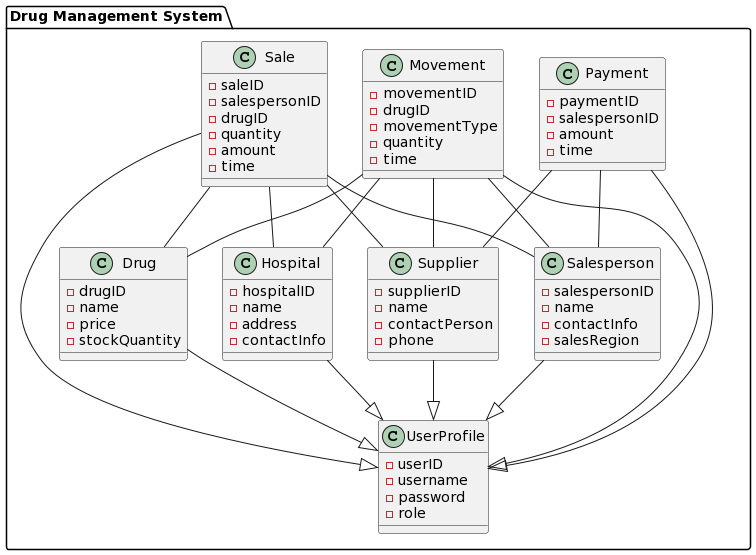 Drug Management System
C Sale
saleID
salespersonID
drugID
quantity
amount
time
C Movement
movementID
drugID
movementType
quantity
time
C Payment
paymentID
salespersonID
amount
time
C Drug
drugID
name
price
stockQuantity
C Hospital
hospitalID
name
address
contactInfo
C Supplier
supplierID
name
contactPerson
phone
C Salesperson
salespersonID
name
contactInfo
salesRegion
C UserProfile
userID
username
password
role